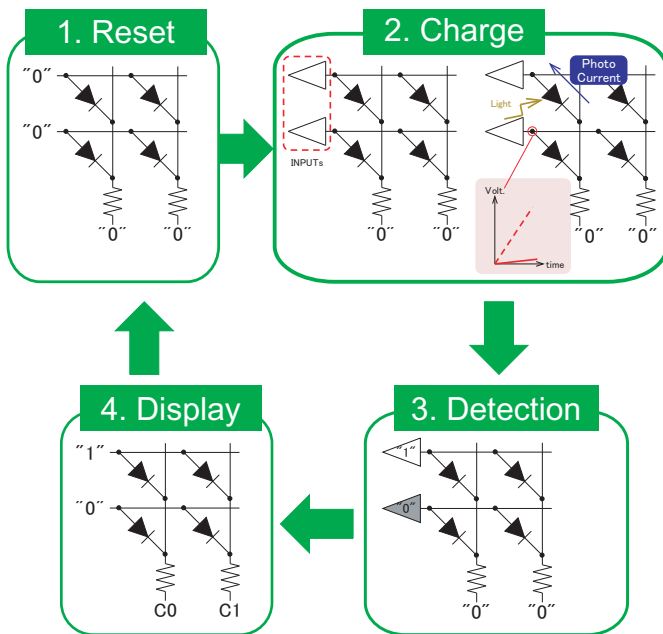 1. Reset
"0"
"0"
"0" "0"
2. Charge
INPUTs
"0" "0"
Photo
Current
Light
Volt.
time
"0" "0"
3. Detection
"1"
"0"
"0" "0"
4. Display
"1"
"0"
C0 C1